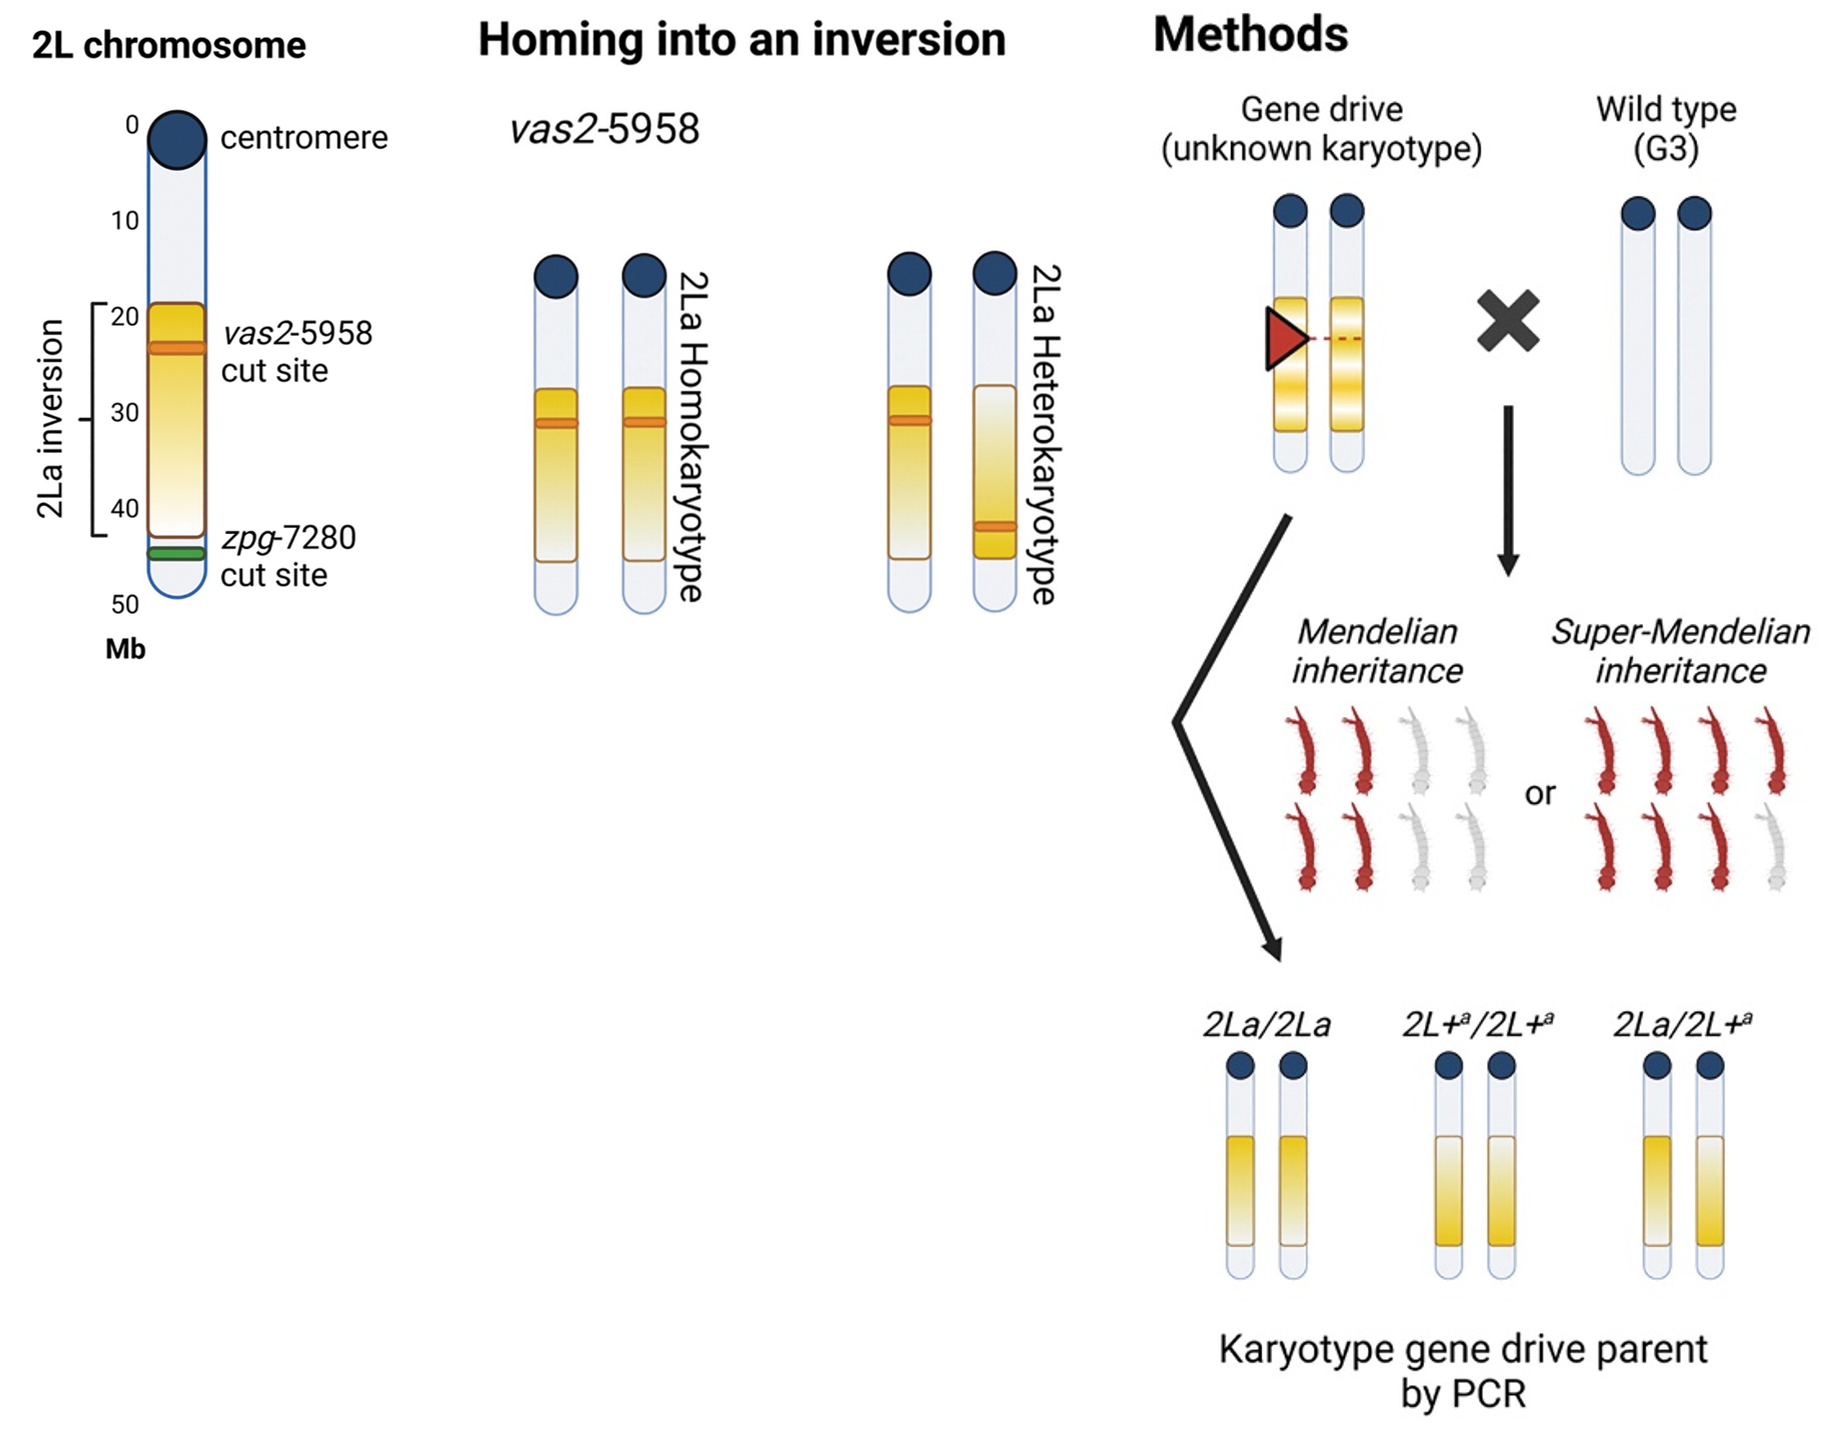 2L chromosome
0
centromere
10
20
vas2-5958
cut site
30
2La inversion
40
zpg-7280
cut site
50
Mb
Homing into an inversion
vas2-5958
2La Homokaryotype
2La Heterokaryotype
Methods
Gene drive
(unknown karyotype)
Wild type
(G3)
Mendelian
inheritance
or
Super-Mendelian
inheritance
2La/2La
2L+ᵃ/2L+ᵃ
2La/2L+ᵃ
Karyotype gene drive parent
by PCR